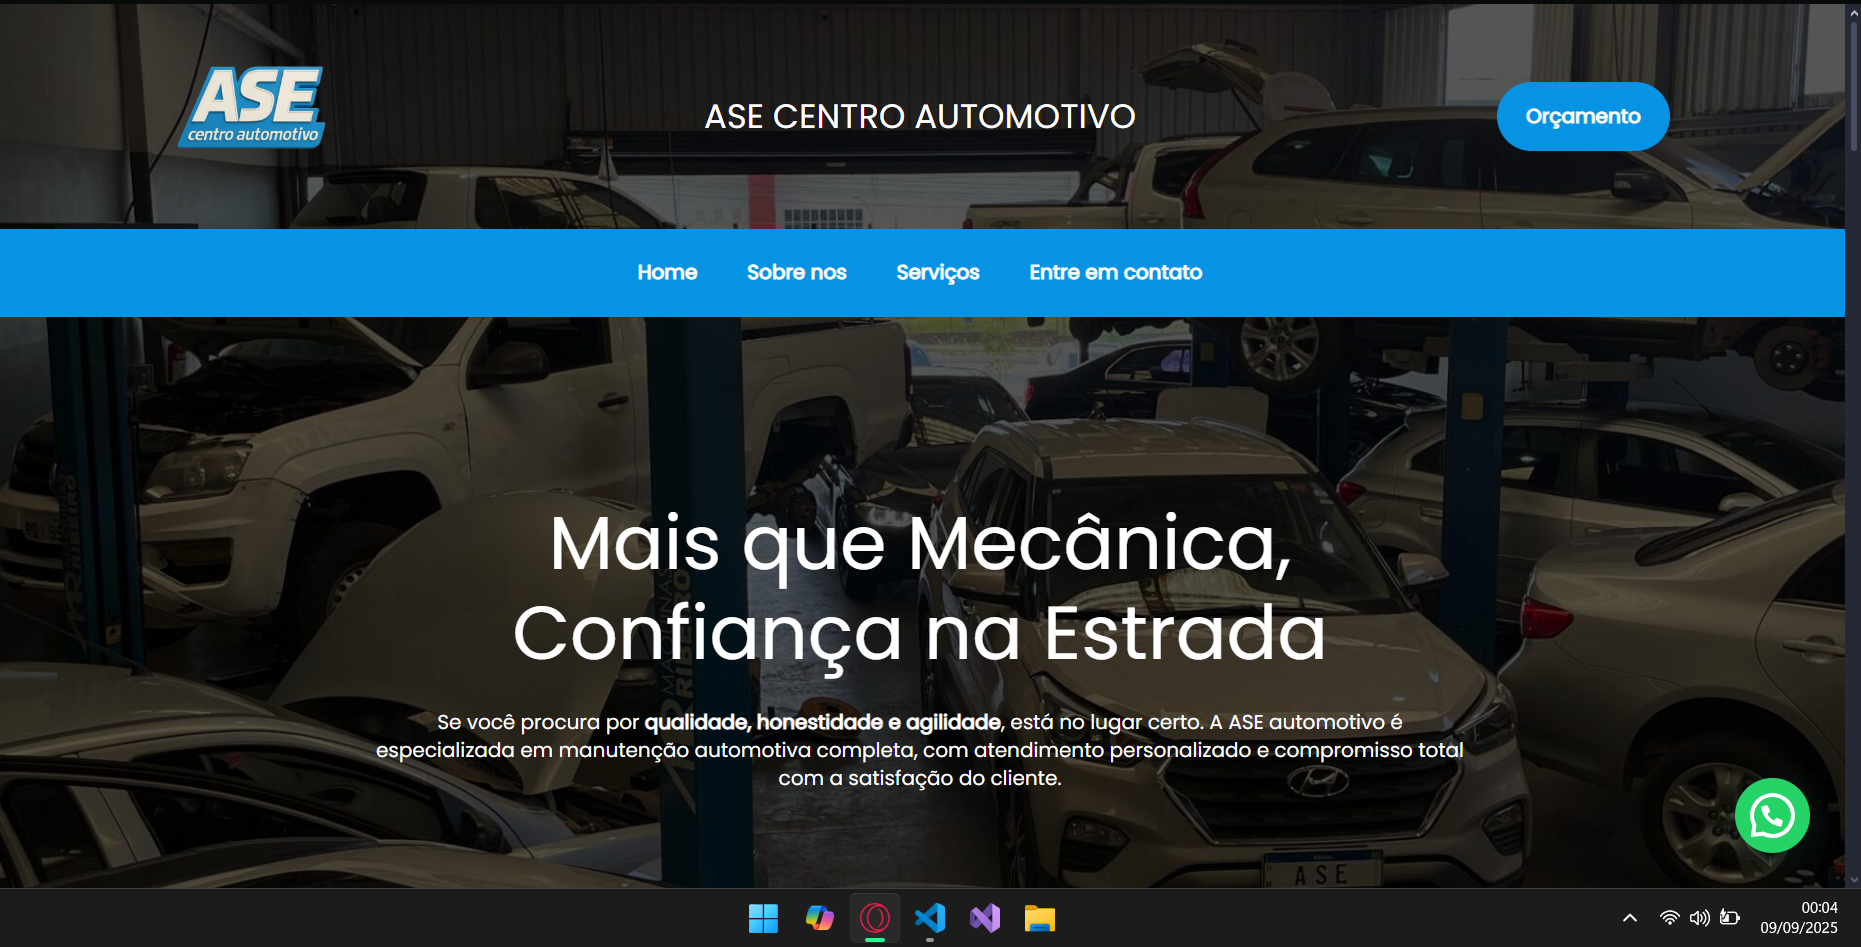 ASE
centro automotivo
ASE CENTRO AUTOMOTIVO
Orçamento
Home
Sobre nos
Serviços
Entre em contato
Mais que Mecânica,
Confiança na Estrada
Se você procura por qualidade, honestidade e agilidade, está no lugar certo. A ASE automotivo é
especializada em manutenção automotiva completa, com atendimento personalizado e compromisso total
com a satisfação do cliente.
MAQUINAS
RIBEIRO
ASE
00:04
09/09/2025